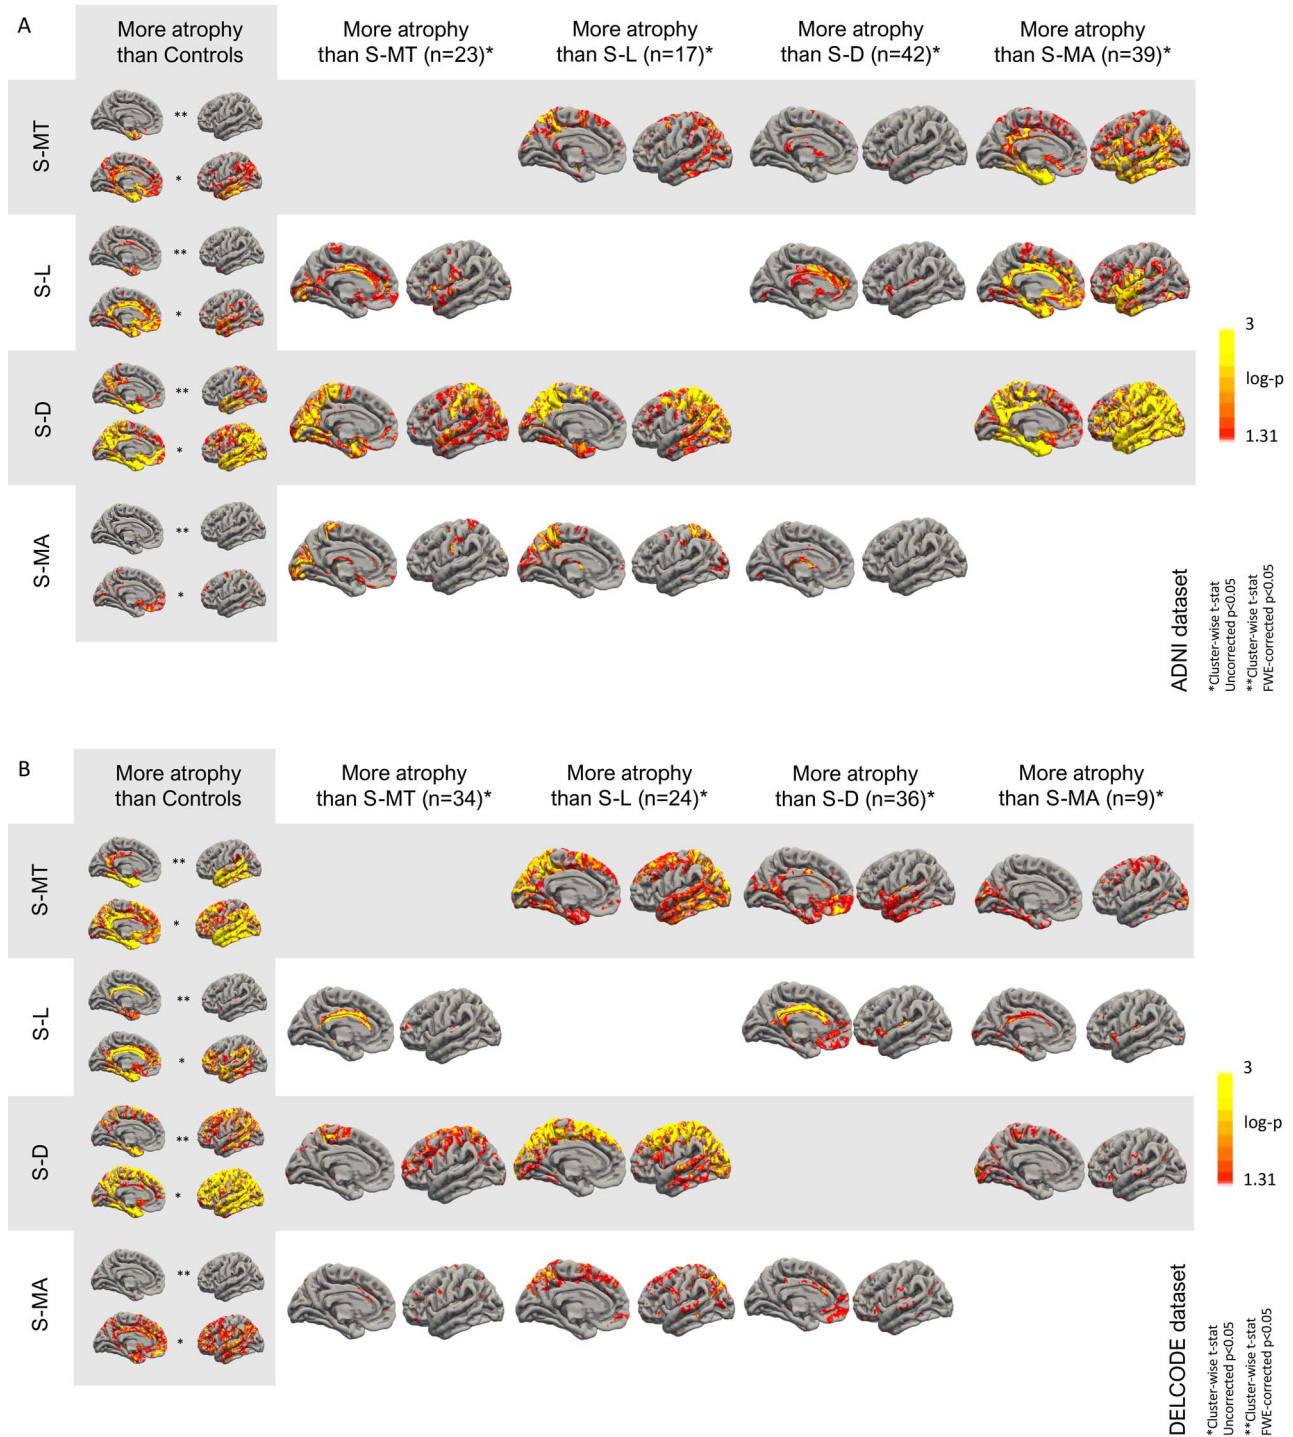 A
More atrophy
than Controls
More atrophy
than S-MT (n=23)*
More atrophy
than S-L (n=17)*
More atrophy
than S-D (n=42)*
More atrophy
than S-MA (n=39)*
S-MT
**
*
S-L
**
*
S-D
**
*
S-MA
**
*
3
log-p
1.31
ADNI dataset
*Cluster-wise t-stat
Uncorrected p<0.05
**Cluster-wise t-stat
FWE-corrected p<0.05
B
More atrophy
than Controls
More atrophy
than S-MT (n=34)*
More atrophy
than S-L (n=24)*
More atrophy
than S-D (n=36)*
More atrophy
than S-MA (n=9)*
S-MT
**
*
S-L
**
*
S-D
**
*
S-MA
**
*
3
log-p
1.31
DELCODE dataset
*Cluster-wise t-stat
Uncorrected p<0.05
**Cluster-wise t-stat
FWE-corrected p<0.05